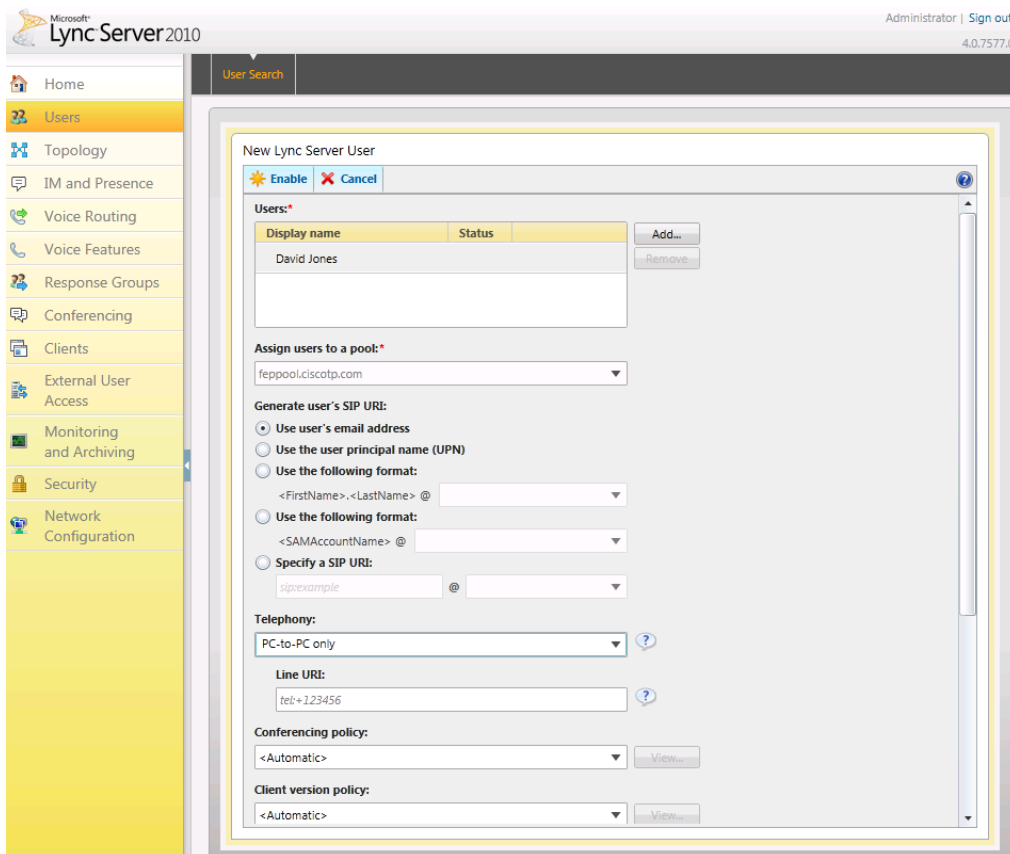 Microsoft®
Lync Server 2010
Administrator | Sign out
4.0.7577.
Home
Users
Topology
IM and Presence
Voice Routing
Voice Features
Response Groups
Conferencing
Clients
External User
Access
Monitoring
and Archiving
Security
Network
Configuration
User Search
New Lync Server User
Enable
Cancel
Users:*
Display name Status
David Jones
Add...
Remove
Assign users to a pool:*
feppool.ciscotp.com
Generate user's SIP URI:
Use user's email address
Use the user principal name (UPN)
Use the following format:
<FirstName>.<LastName> @
Use the following format:
<SAMAccountName> @
Specify a SIP URI:
sip:example @
Telephony:
PC-to-PC only
?
Line URI:
tel:+123456
?
Conferencing policy:
<Automatic>
View...
Client version policy:
<Automatic>
View...